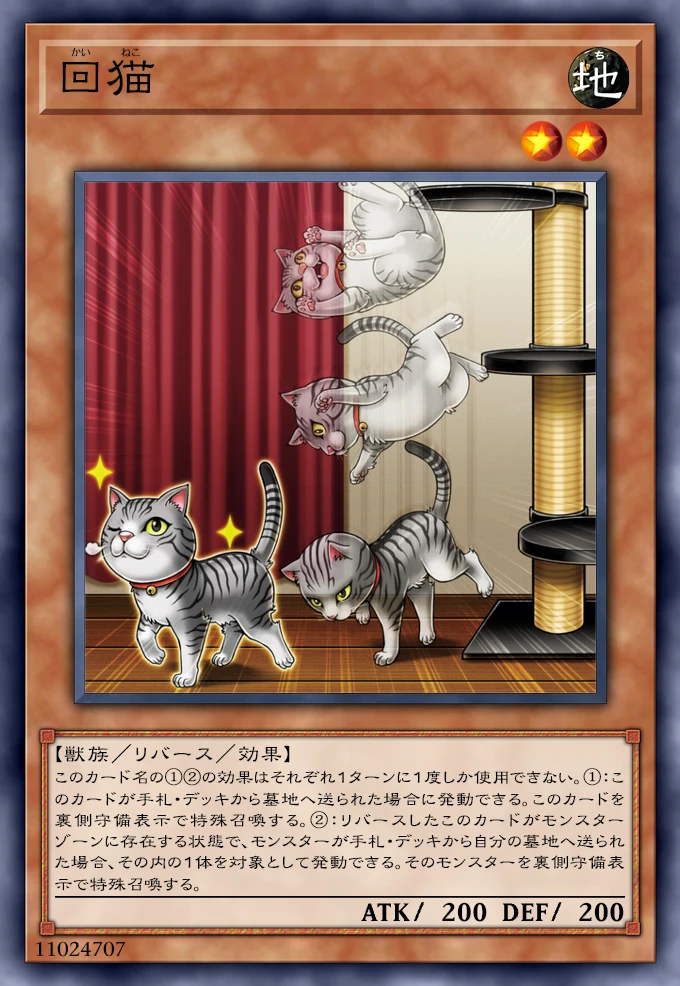 かい ねこ
回猫
ち
地
【獣族／リバース／効果】
このカード名の①②の効果はそれぞれ1ターンに1度しか使用できない。①：こ
のカードが手札・デッキから墓地へ送られた場合に発動できる。このカードを
裏側守備表示で特殊召喚する。②：リバースしたこのカードがモンスター
ゾーンに存在する状態で、モンスターが手札・デッキから自分の墓地へ送られ
た場合、その内の1体を対象として発動できる。そのモンスターを裏側守備表
示で特殊召喚する。
ATK/ 200 DEF/ 200
11024707